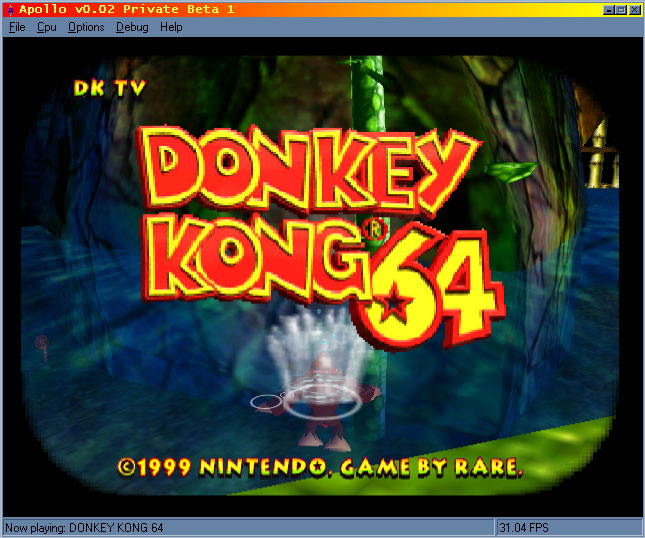 Apollo v0.02 Private Beta 1
File Cpu Options Debug Help
DK TV
DONKEY
KONG®64
©1999 NINTENDO. GAME BY RARE.
Now playing: DONKEY KONG 64 31.04 FPS